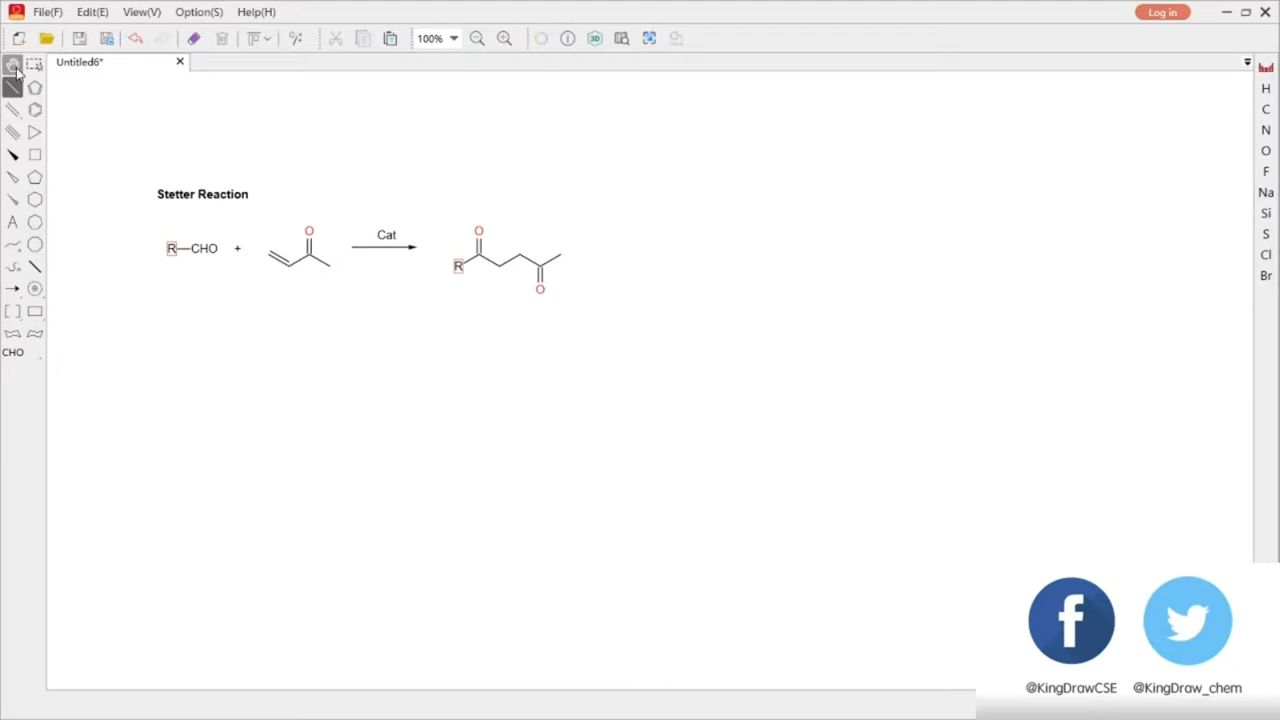 File(F) Edit(E) View(V) Option(S) Help(H) Log in
100%
Untitled6*
H
C
N
O
F
Na
Si
S
Cl
Br
A
CHO
Stetter Reaction
R CHO + O Cat O R O
@KingDrawCSE @KingDraw_chem